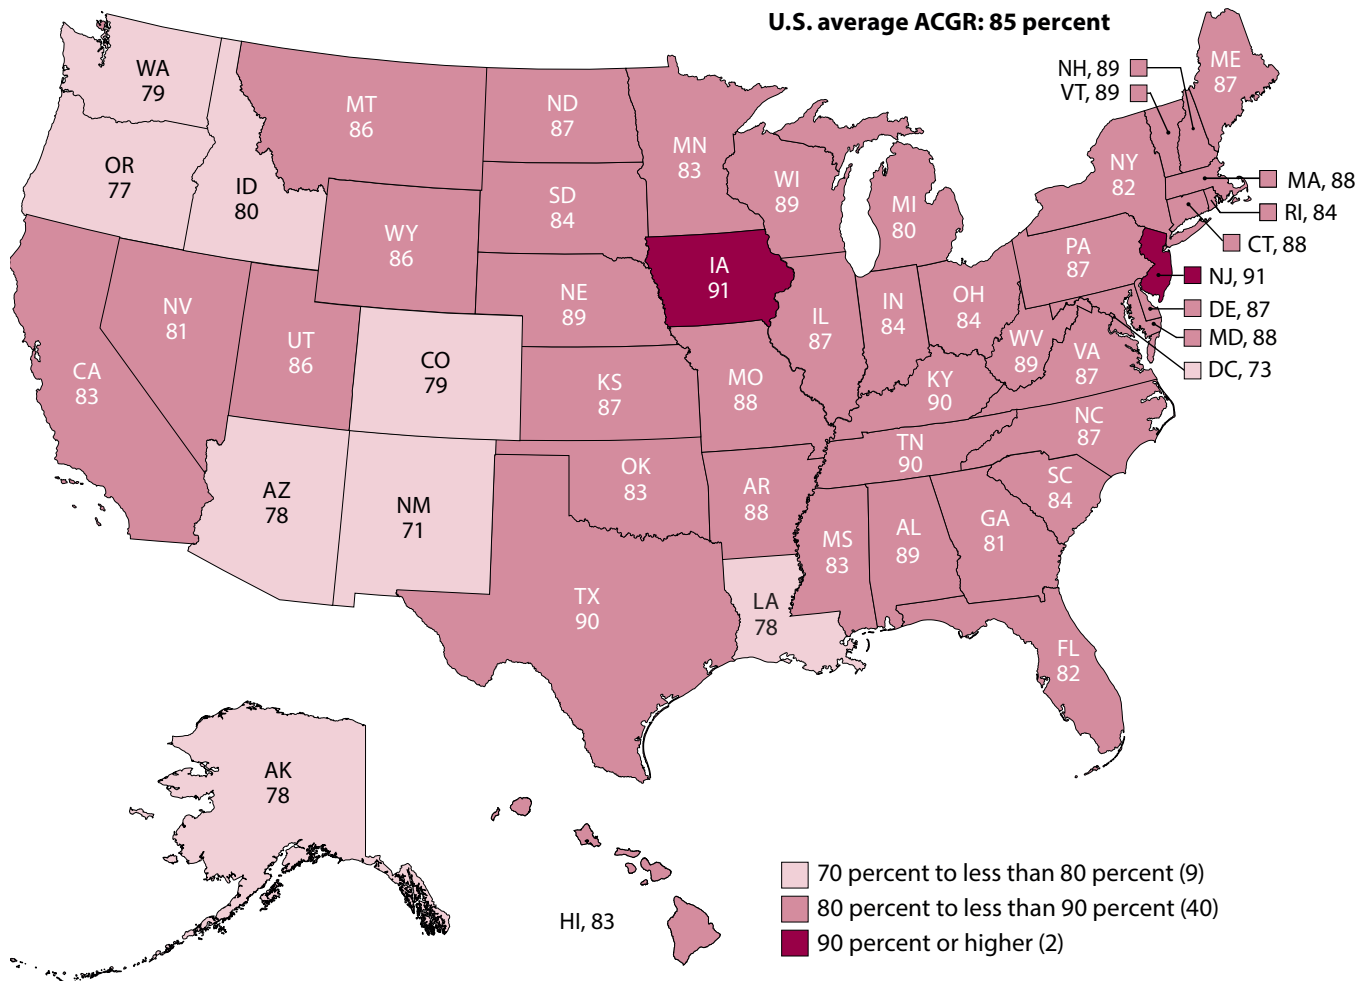 U.S. average ACGR: 85 percent
WA
79
OR
77
ID
80
MT
86
ND
87
MN
83
WI
89
MI
80
NY
82
ME
87
NH, 89
VT, 89
MA, 88
RI, 84
CT, 88
NJ, 91
DE, 87
MD, 88
DC, 73
SD
84
WY
86
IA
91
NE
89
PA
87
OH
84
IN
84
IL
87
NV
81
UT
86
CO
79
CA
83
KS
87
MO
88
WV
89
VA
87
KY
90
NC
87
TN
90
SC
84
AZ
78
NM
71
OK
83
AR
88
MS
83
AL
89
GA
81
TX
90
LA
78
FL
82
AK
78
HI, 83
70 percent to less than 80 percent (9)
80 percent to less than 90 percent (40)
90 percent or higher (2)